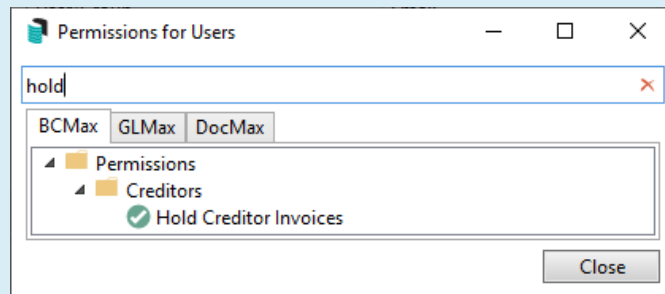 Permissions for Users
hold
BCMax GLMax DocMax
Permissions
Creditors
Hold Creditor Invoices
Close